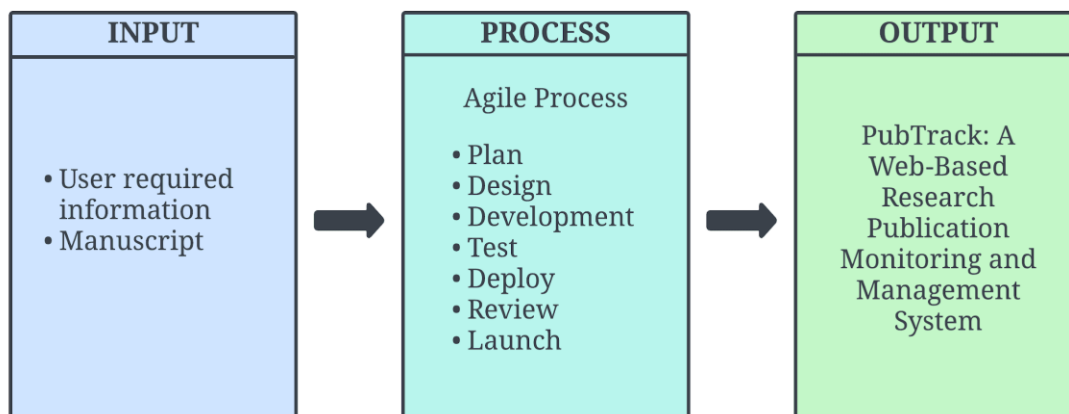 INPUT
• User required
information
• Manuscript
PROCESS
Agile Process
• Plan
• Design
• Development
• Test
• Deploy
• Review
• Launch
OUTPUT
PubTrack: A
Web-Based
Research
Publication
Monitoring and
Management
System